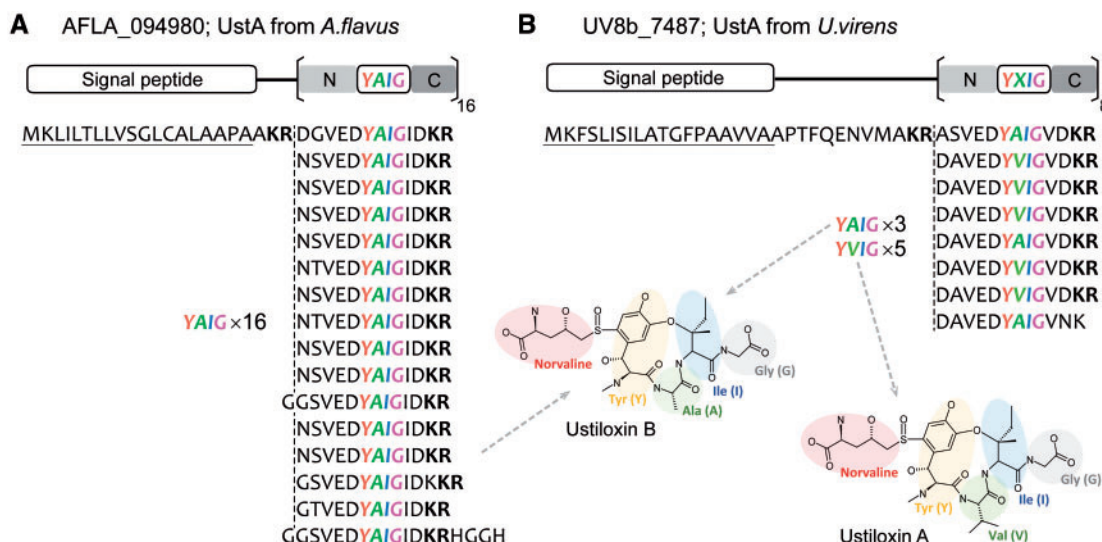 A AFLA_094980; UstA from A.flavus
Signal peptide N YAIG C 16
MKLILTLLVSGLCALAAPAAKRDGVEDYAIGIDKR
NSVEDYAIGIDKR
NSVEDYAIGIDKR
NSVEDYAIGIDKR
NSVEDYAIGIDKR
NTVEDYAIGIDKR
NSVEDYAIGIDKR
NTVEDYAIGIDKR
NSVEDYAIGIDKR
NSVEDYAIGIDKR
GGSVEDYAIGIDKR
NSVEDYAIGIDKR
NSVEDYAIGIDKR
GSVEDYAIGIDKKR
GTVEDYAIGIDKR
GGSVEDYAIGIDKRHGGH
YAIG ×16
B UV8b_7487; UstA from U.virens
Signal peptide N YXIG C 8
MKFSLISILATGFPAAVVAAPTFQENVMAKRASVEDYAIGVDKR
DAVEDYVIGVDKR
DAVEDYVIGVDKR
DAVEDYVIGVDKR
DAVEDYAIGVDKR
DAVEDYVIGVDKR
DAVEDYVIGVDKR
DAVEDYAIGVNK
YAIG ×3
YVIG ×5
N O O O O S O O O N N O N O O O
Norvaline
Tyr (Y)
Ala (A)
Ile (I)
Gly (G)
Ustiloxin B
N O O O O S O O O N N O N O O O
Norvaline
Tyr (Y)
Val (V)
Ile (I)
Gly (G)
Ustiloxin A